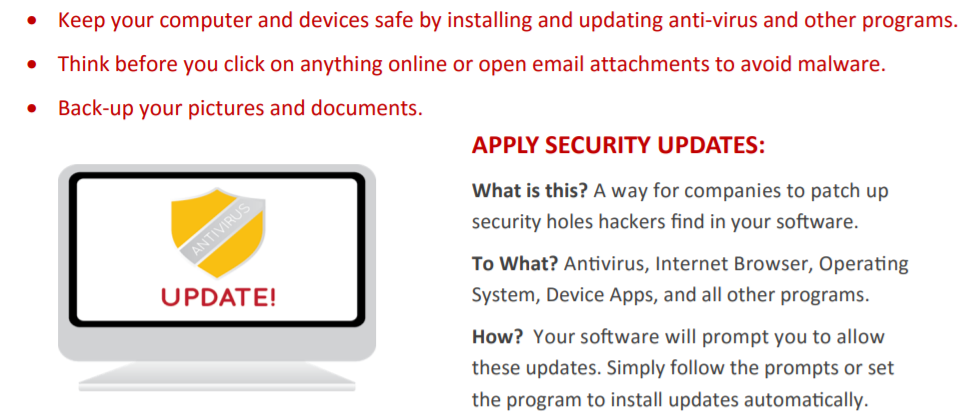 • Keep your computer and devices safe by installing and updating anti-virus and other programs.
• Think before you click on anything online or open email attachments to avoid malware.
• Back-up your pictures and documents.
ANTIVIRUS
UPDATE!
APPLY SECURITY UPDATES:
What is this? A way for companies to patch up
security holes hackers find in your software.
To What? Antivirus, Internet Browser, Operating
System, Device Apps, and all other programs.
How?  Your software will prompt you to allow
these updates. Simply follow the prompts or set
the program to install updates automatically.